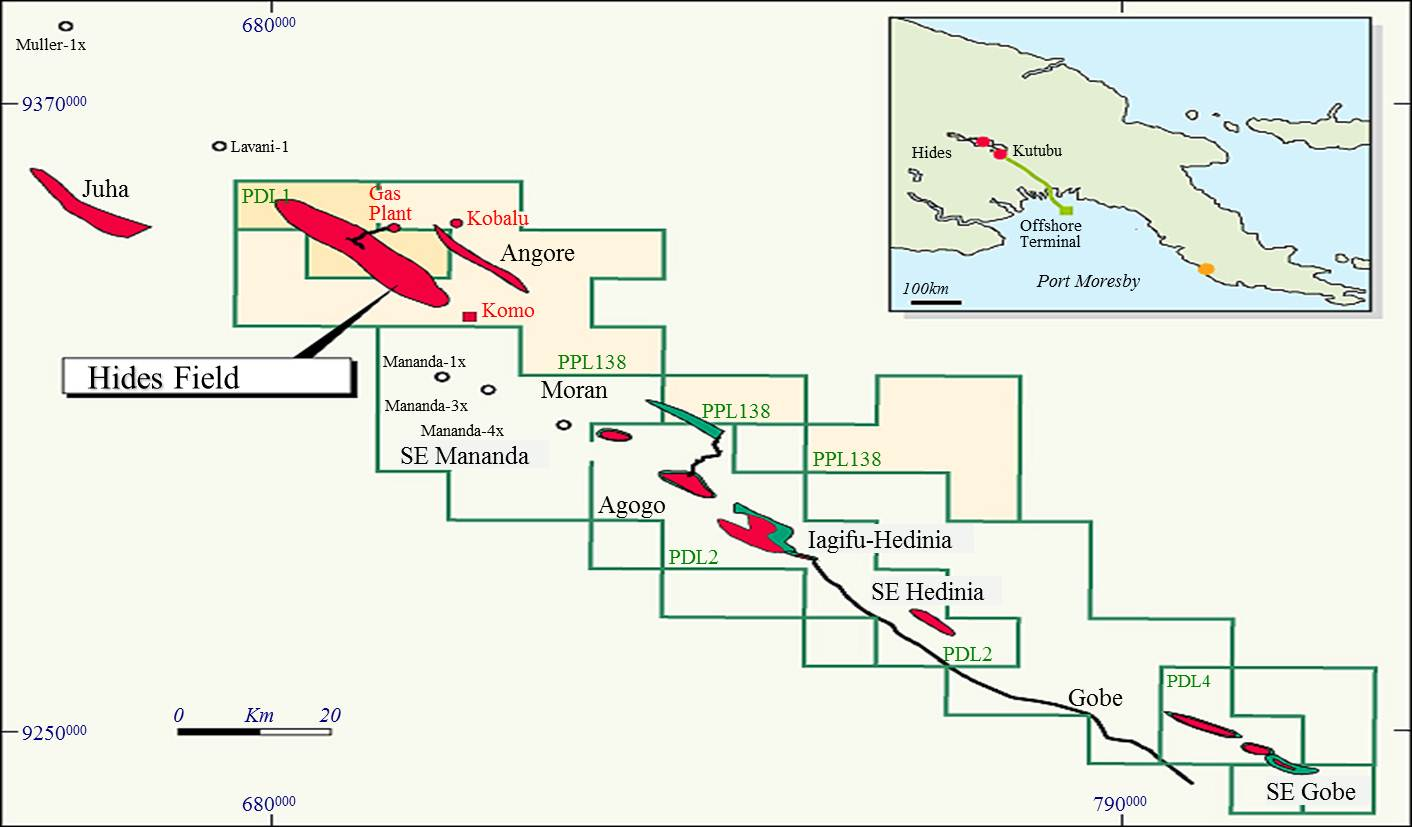 680000
Muller-1x
9370000
Lavani-1
Juha
PDL1
Gas
Plant
Kobalu
Angore
Komo
Hides Field
PPL138
Mananda-1x
Moran
Mananda-3x
PPL138
Mananda-4x
SE Mananda
PPL138
Agogo
Iagifu-Hedinia
PDL2
SE Hedinia
PDL2
PDL4
Gobe
0 Km 20
9250000
SE Gobe
680000
790000
Hides
Kutubu
Offshore
Terminal
Port Moresby
100km